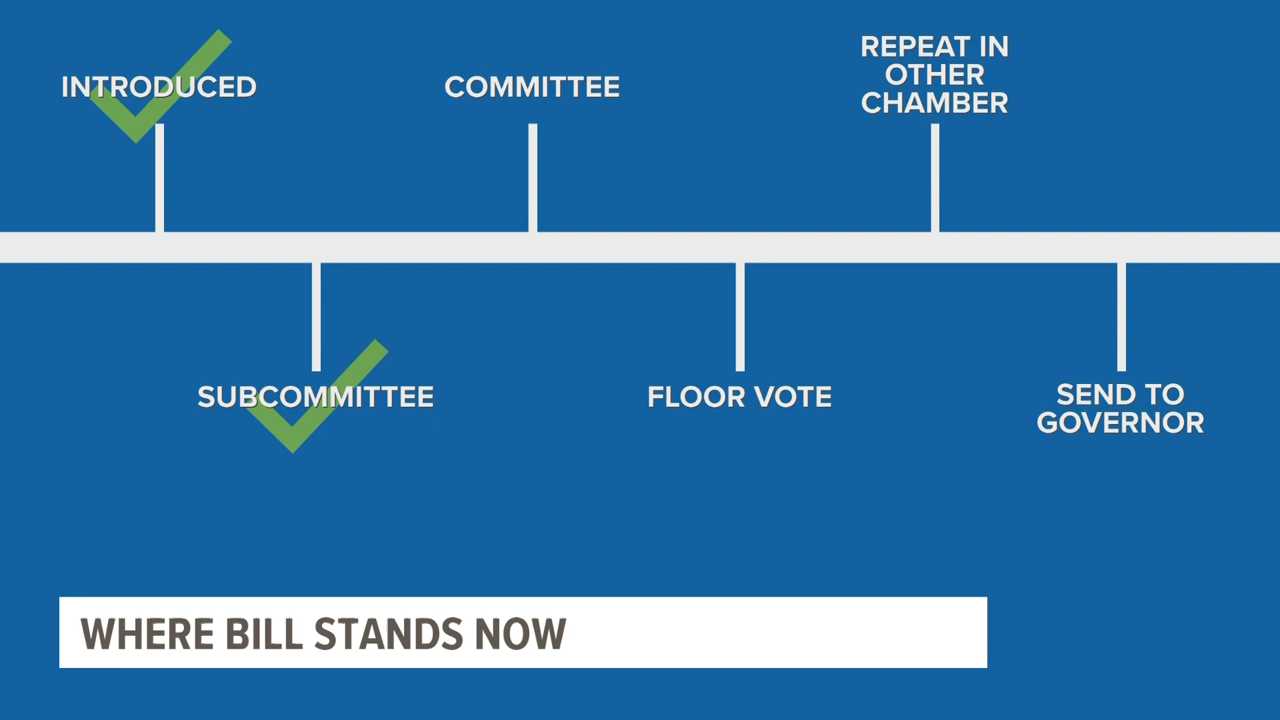 INTRODUCED
SUBCOMMITTEE
COMMITTEE
FLOOR VOTE
REPEAT IN
OTHER
CHAMBER
SEND TO
GOVERNOR
WHERE BILL STANDS NOW